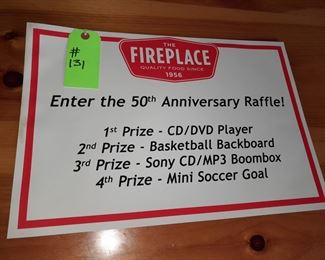 #
131
THE
FIREPLACE
QUALITY FOOD SINCE
1956
Enter the 50th Anniversary Raffle!
1st Prize - CD/DVD Player
2nd Prize - Basketball Backboard
3rd Prize - Sony CD/MP3 Boombox
4th Prize - Mini Soccer Goal